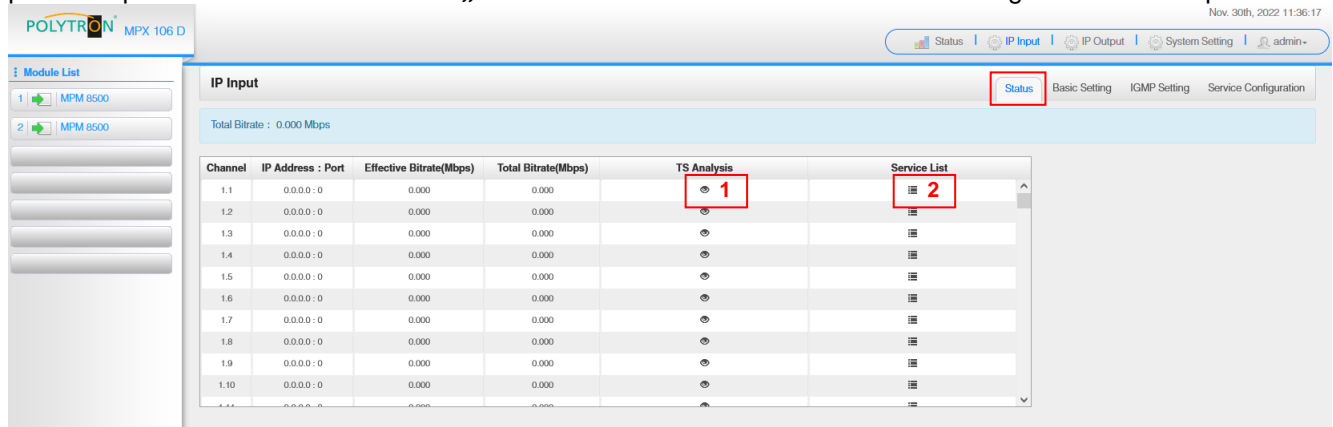 Nov. 30th, 2022 11:36:17
POLYTRON MPX 106 D
Status IP Input IP Output System Setting admin
Module List
1 MPM 8500
2 MPM 8500
IP Input
Status Basic Setting IGMP Setting Service Configuration
Total Bitrate : 0.000 Mbps
Channel IP Address : Port Effective Bitrate(Mbps) Total Bitrate(Mbps) TS Analysis Service List
1.1 0.0.0.0 : 0 0.000 0.000 1 2
1.2 0.0.0.0 : 0 0.000 0.000
1.3 0.0.0.0 : 0 0.000 0.000
1.4 0.0.0.0 : 0 0.000 0.000
1.5 0.0.0.0 : 0 0.000 0.000
1.6 0.0.0.0 : 0 0.000 0.000
1.7 0.0.0.0 : 0 0.000 0.000
1.8 0.0.0.0 : 0 0.000 0.000
1.9 0.0.0.0 : 0 0.000 0.000
1.10 0.0.0.0 : 0 0.000 0.000